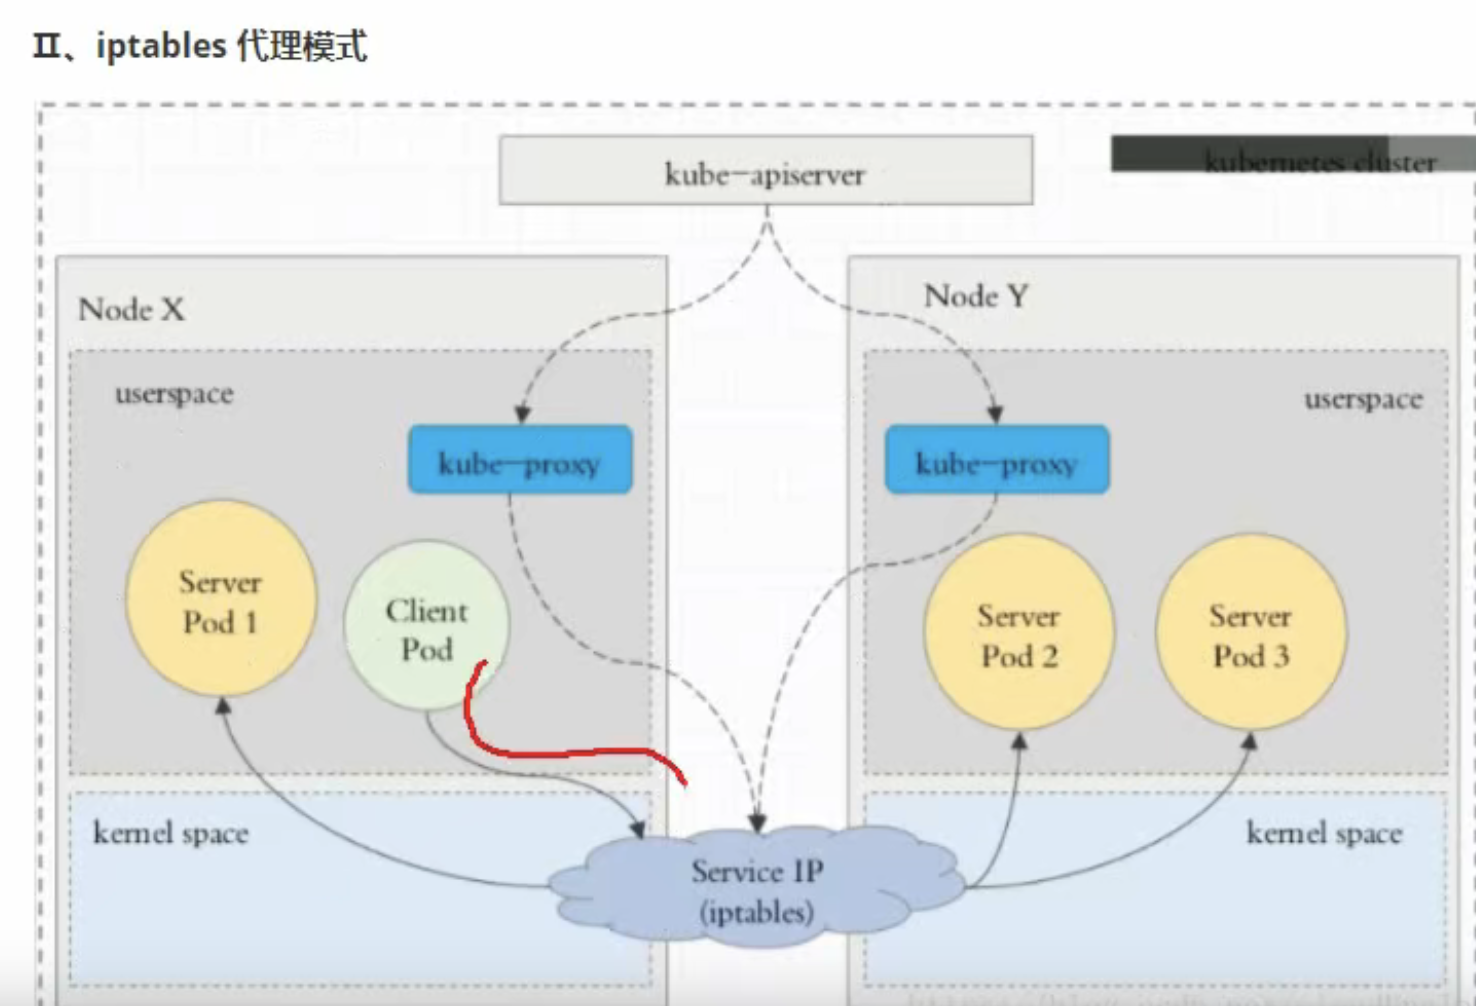 II、iptables 代理模式
kube-apiserver
kubernetes cluster
Node X
Node Y
userspace
userspace
kube-proxy
kube-proxy
Server
Pod 1
Client
Pod
Server
Pod 2
Server
Pod 3
kernel space
kernel space
Service IP
(iptables)